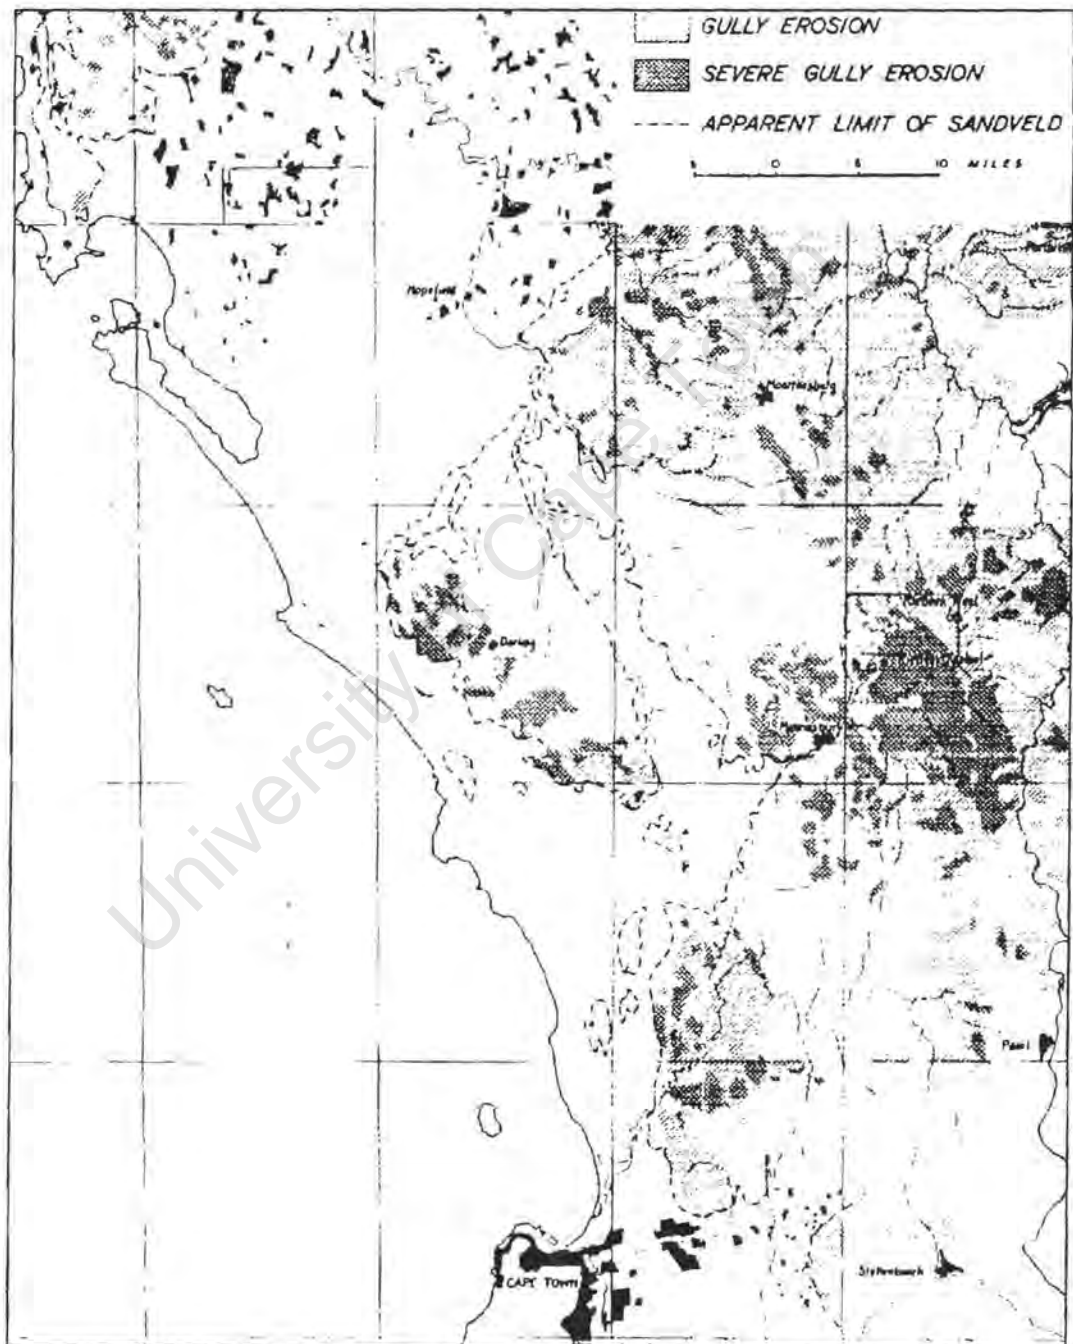 GULLY EROSION
SEVERE GULLY EROSION
APPARENT LIMIT OF SANDVELD
5 0 5 10 MILES
Hopefield
Moorreesburg
Darling
Paarl
Stellenbosch
CAPE TOWN
University of Cape Town